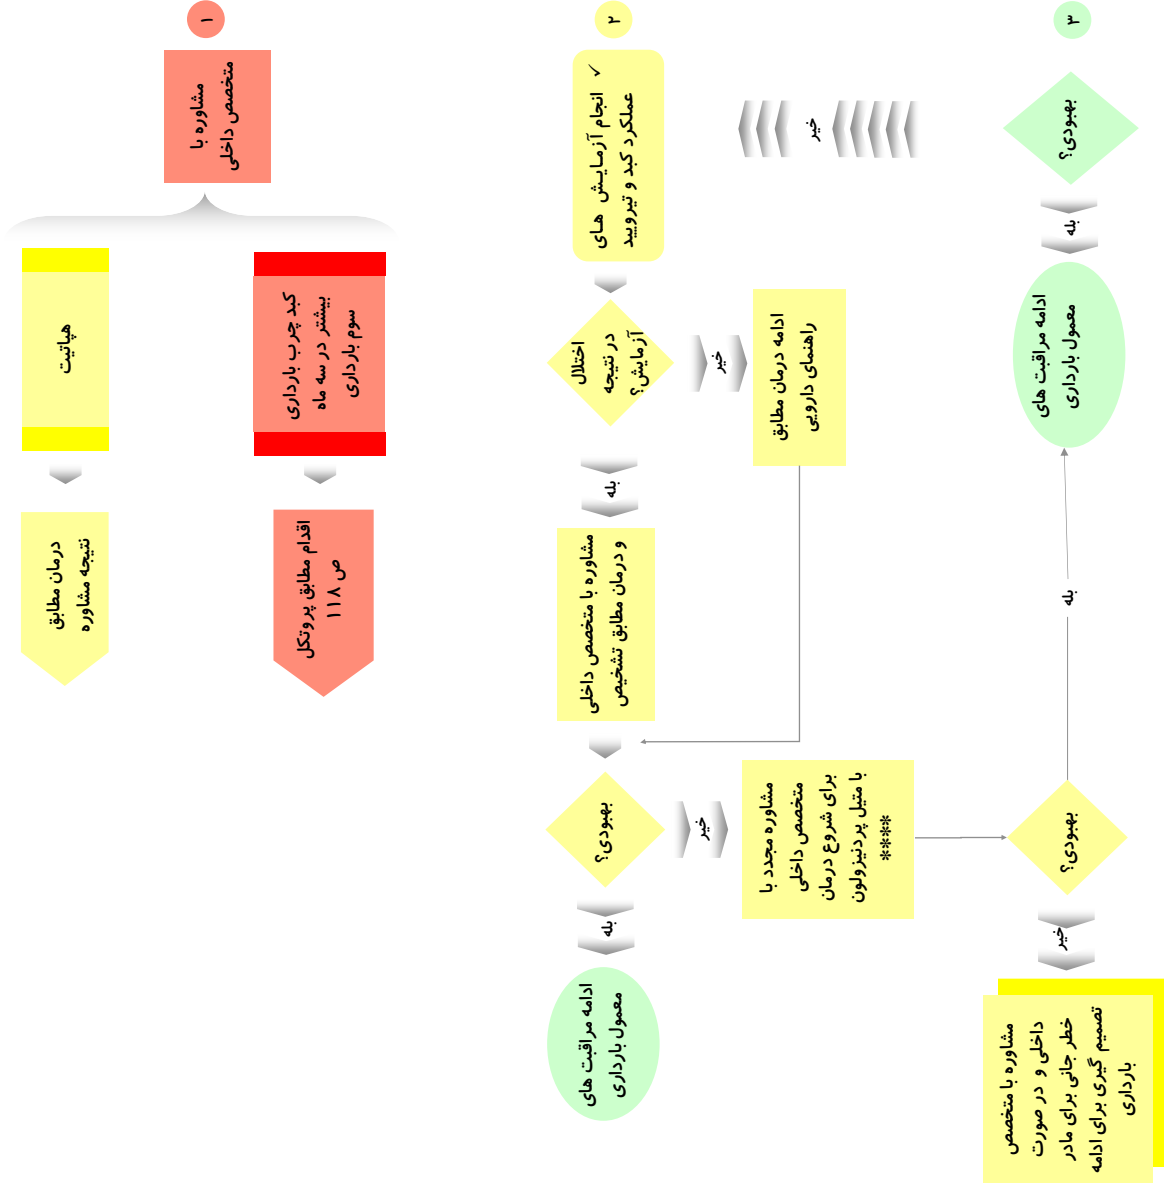 ۱
مشاوره با
متخصص داخلی
هپاتیت
درمان مطابق
نتیجه مشاوره
کبد چرب بارداری
بیشتر در سه ماه
سوم بارداری
اقدام مطابق پروتکل
ص ۱۱۸
۲
✓ انجام آزمایش های
عملکرد کبد و تیرویید
اختلال
در نتیجه
آزمایش؟
خیر
ادامه درمان مطابق
راهنمای دارویی
بله
مشاوره با متخصص داخلی
و درمان مطابق تشخیص
بهبودی؟
خیر
مشاوره مجدد با
متخصص داخلی
برای شروع درمان
با متیل پردنیزولون
****
بله
ادامه مراقبت های
معمول بارداری
۳
بهبودی؟
خیر
بله
ادامه مراقبت های
معمول بارداری
بله
بهبودی؟
خیر
مشاوره با متخصص
داخلی و در صورت
خطر جانی برای مادر
تصمیم گیری برای ادامه
بارداری